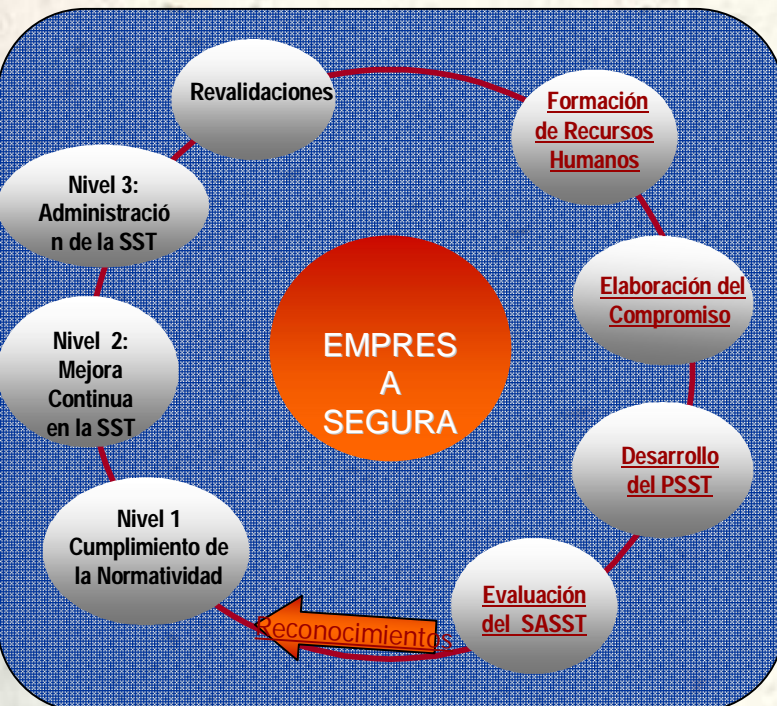 Revalidaciones
Formación
de Recursos
Humanos
Nivel 3:
Administració
n de la SST
Elaboración del
Compromiso
EMPRES
A
SEGURA
Nivel 2:
Mejora
Continua
en la SST
Desarrollo
del PSST
Nivel 1
Cumplimiento de
la Normatividad
Evaluación
del SASST
Reconocimientos